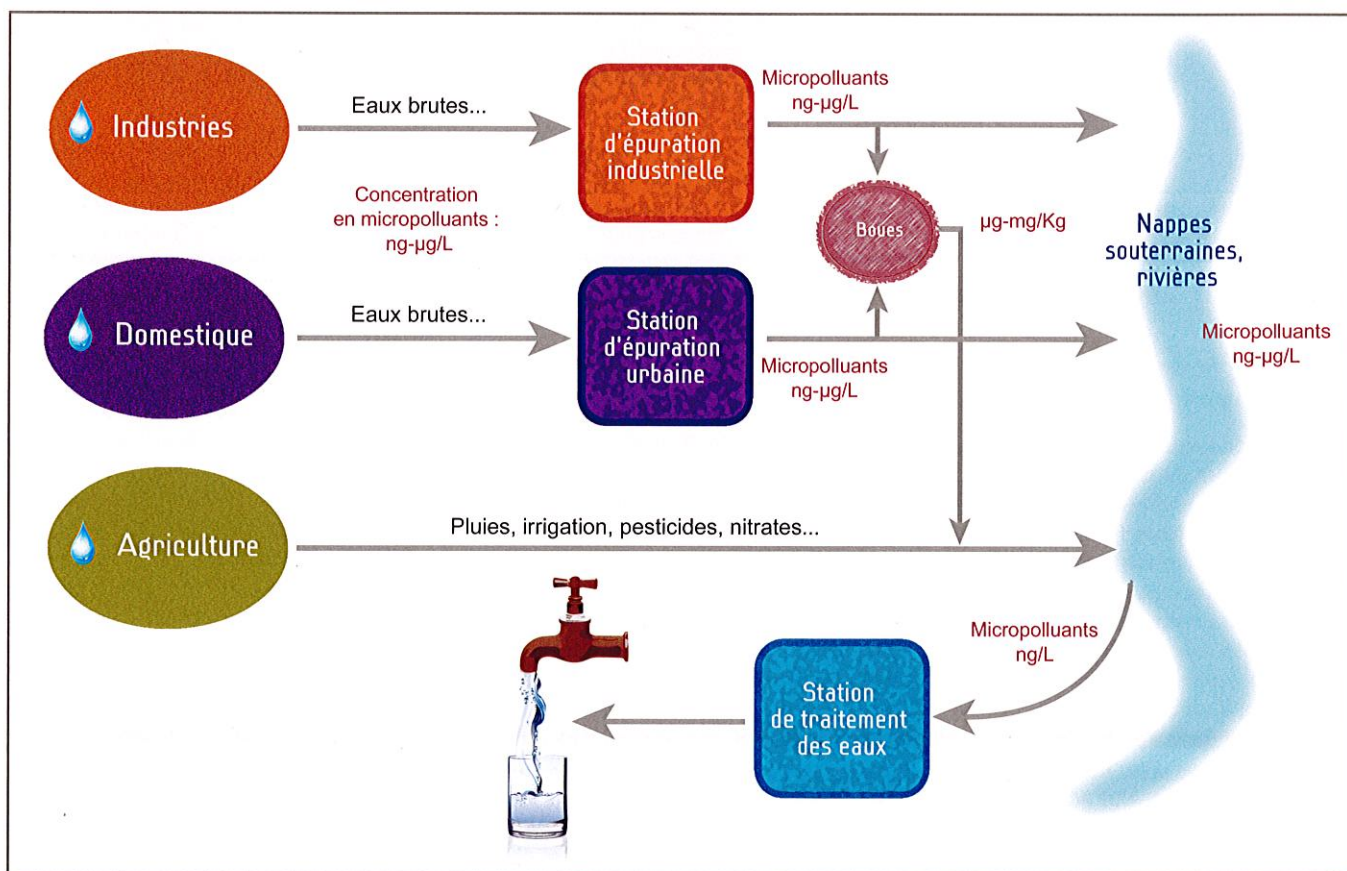 Industries
Eaux brutes...
Station
d'épuration
industrielle
Micropolluants
ng-µg/L
Concentration
en micropolluants :
ng-µg/L
Boues
µg-mg/Kg
Nappes
souterraines,
rivières
Domestique
Eaux brutes...
Station
d'épuration
urbaine
Micropolluants
ng-µg/L
Micropolluants
ng-µg/L
Agriculture
Pluies, irrigation, pesticides, nitrates...
Micropolluants
ng/L
Station
de traitement
des eaux